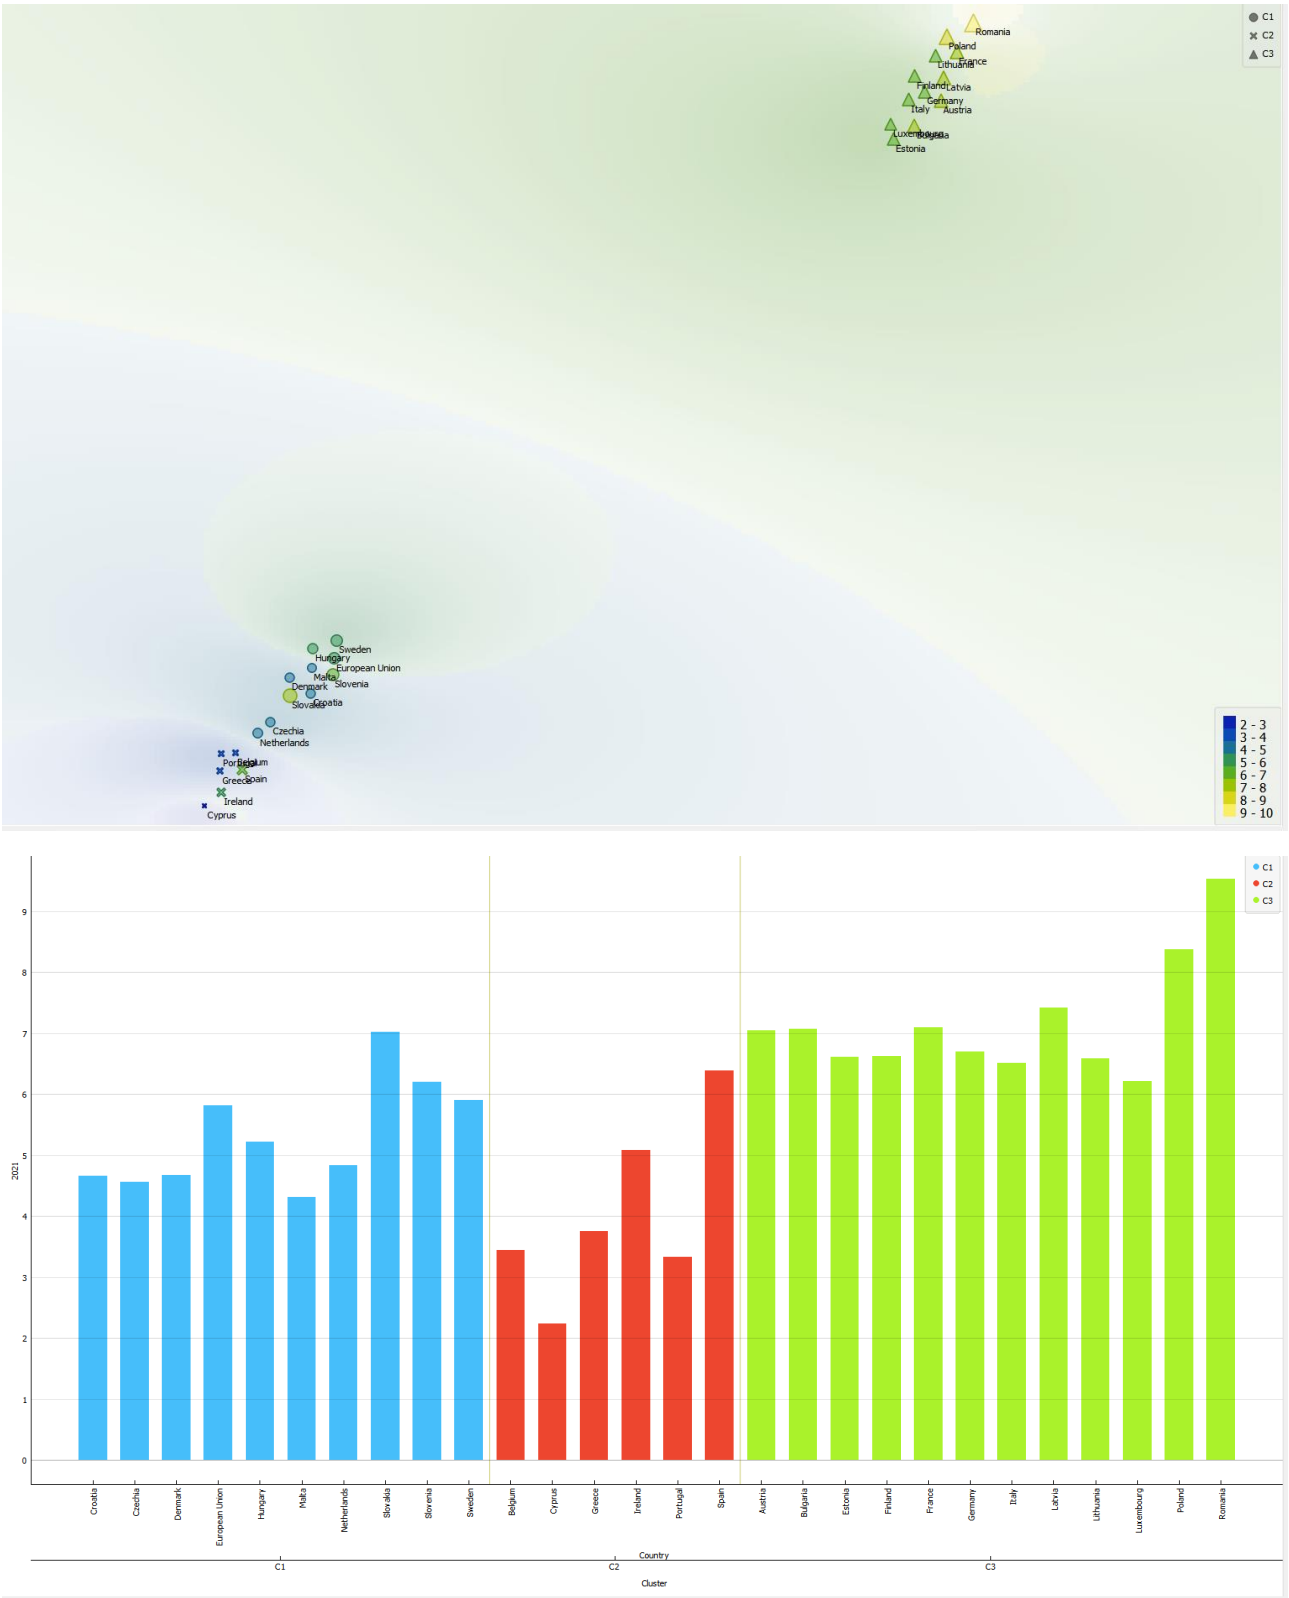 C1
C2
C3
Romania
Poland
France
Lithuania
Finland
Latvia
Germany
Italy
Austria
Luxembourg
Bulgaria
Estonia
Sweden
Hungary
European Union
Malta
Slovenia
Denmark
Croatia
Slovakia
Czechia
Netherlands
Portugal
Belgium
Greece
Spain
Ireland
Cyprus
2 - 3
3 - 4
4 - 5
5 - 6
6 - 7
7 - 8
8 - 9
9 - 10
C1
C2
C3
9
8
7
6
5
4
3
2
1
0
2021
Croatia
Czechia
Denmark
European Union
Hungary
Malta
Netherlands
Slovakia
Slovenia
Sweden
Belgium
Cyprus
Greece
Ireland
Portugal
Spain
Austria
Bulgaria
Estonia
Finland
France
Germany
Italy
Latvia
Lithuania
Luxembourg
Poland
Romania
Country
C1
C2
C3
Cluster